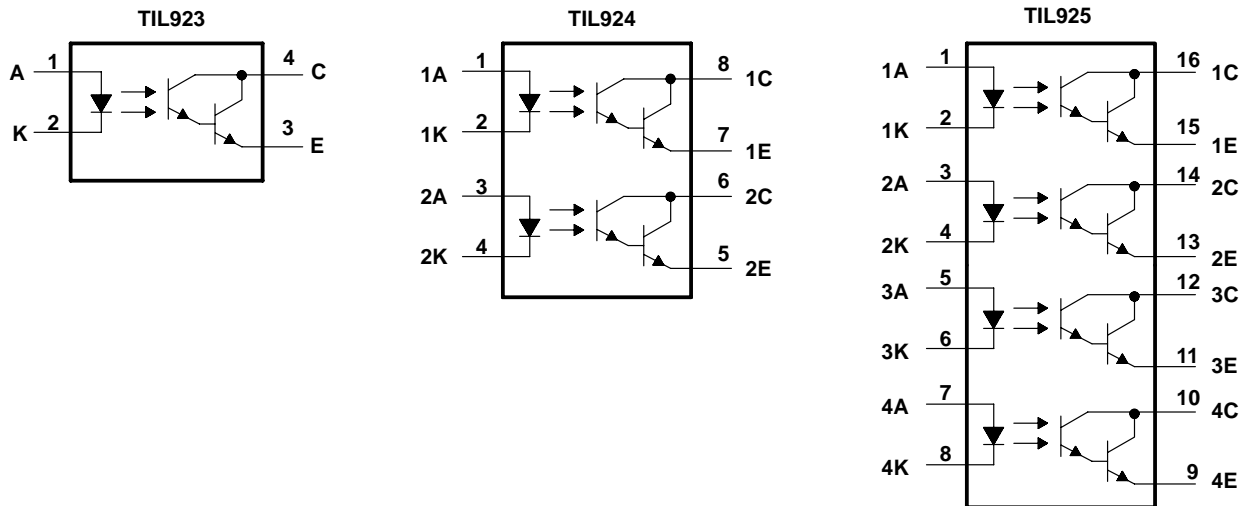 TIL923
A 1 4 C
K 2 3 E
TIL924
1A 1 8 1C
1K 2 7 1E
2A 3 6 2C
2K 4 5 2E
TIL925
1A 1 16 1C
1K 2 15 1E
2A 3 14 2C
2K 4 13 2E
3A 5 12 3C
3K 6 11 3E
4A 7 10 4C
4K 8 9 4E